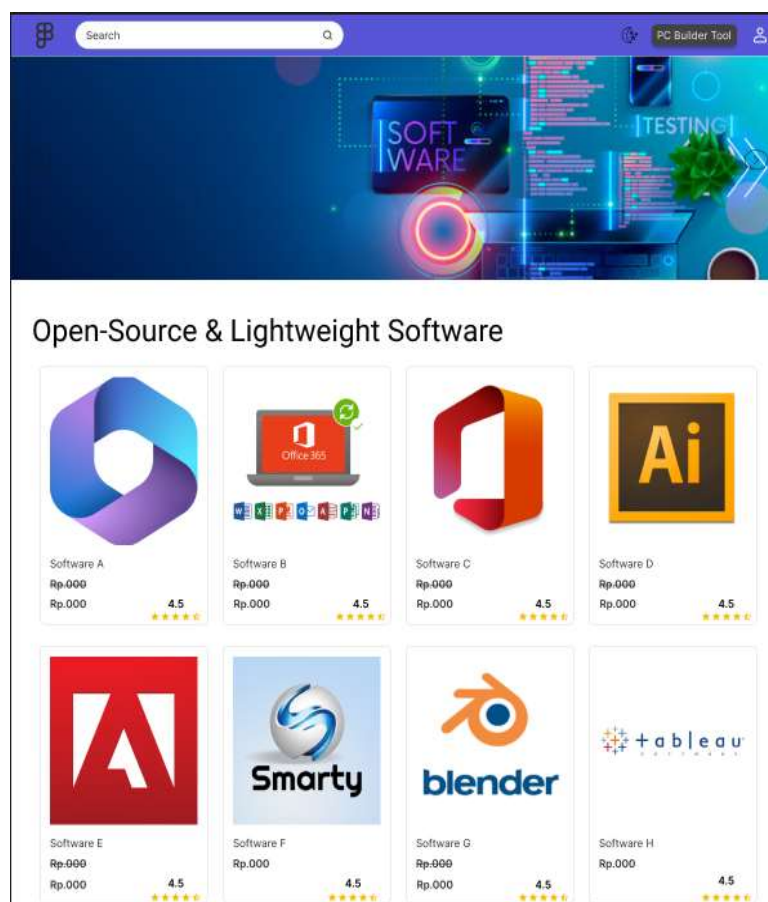 Search
PC Builder Tool
SOFT
WARE
TESTING
Open-Source & Lightweight Software
Office 365
W X P O A P N
Ai
Software A
Software B
Software C
Software D
Rp.000
Rp.000
Rp.000
Rp.000
Rp.000 4.5
Rp.000 4.5
Rp.000 4.5
Rp.000 4.5
Smarty
blender
tableau
SOFTWARE
Software E
Software F
Software G
Software H
Rp.000
Rp.000
Rp.000
Rp.000
Rp.000 4.5
4.5
Rp.000 4.5
4.5